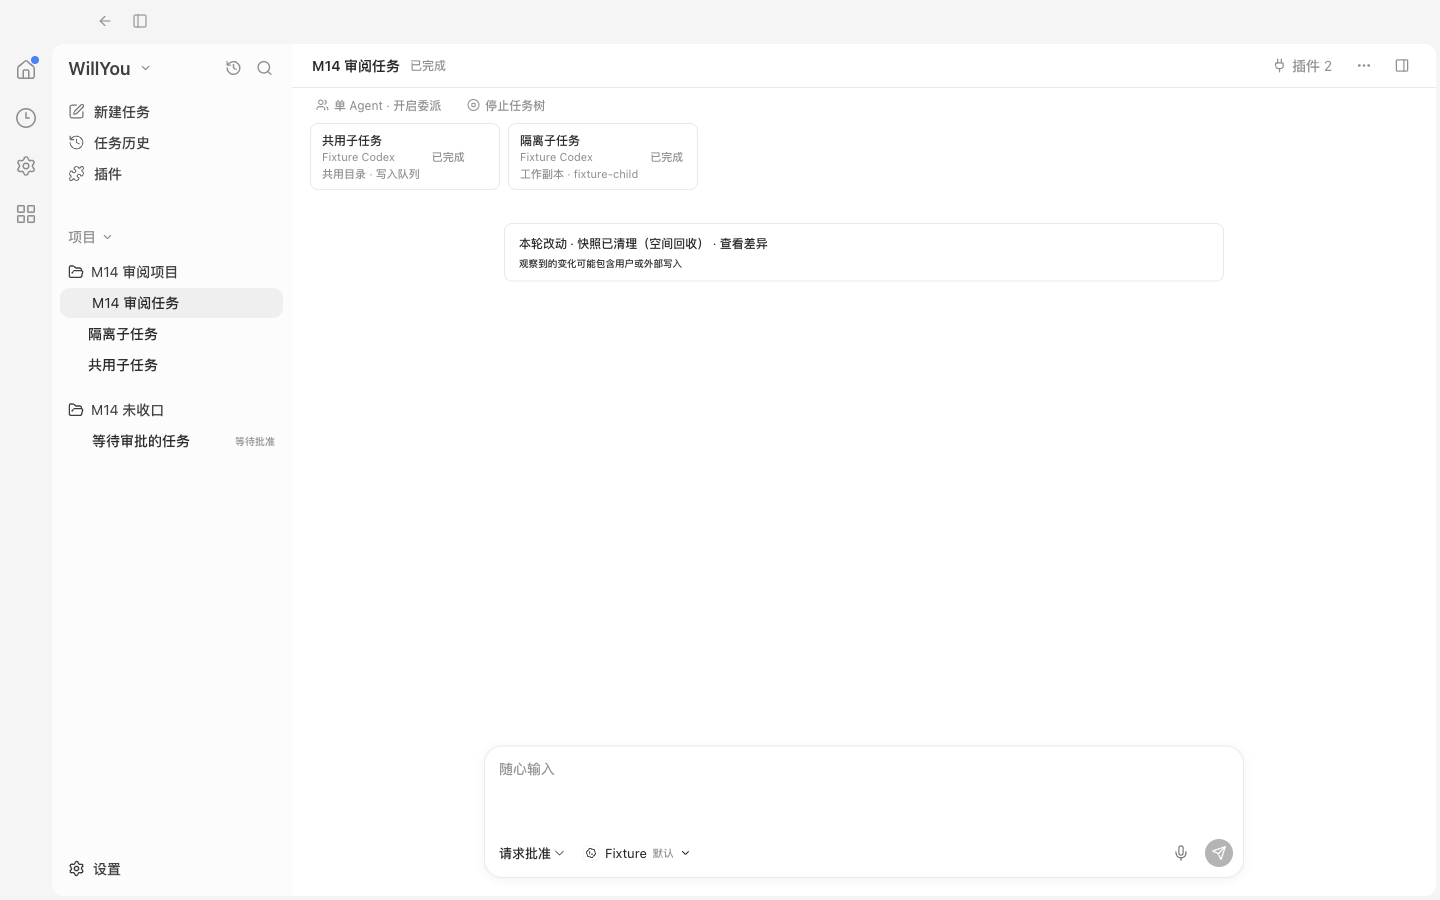 WillYou
新建任务
任务历史
插件
项目
M14 审阅项目
M14 审阅任务
隔离子任务
共用子任务
M14 未收口
等待审批的任务 等待批准
设置
M14 审阅任务 已完成
插件 2
单 Agent · 开启委派 停止任务树
共用子任务
Fixture Codex 已完成
共用目录 · 写入队列
隔离子任务
Fixture Codex 已完成
工作副本 · fixture-child
本轮改动 · 快照已清理（空间回收） · 查看差异
观察到的变化可能包含用户或外部写入
随心输入
请求批准 Fixture 默认